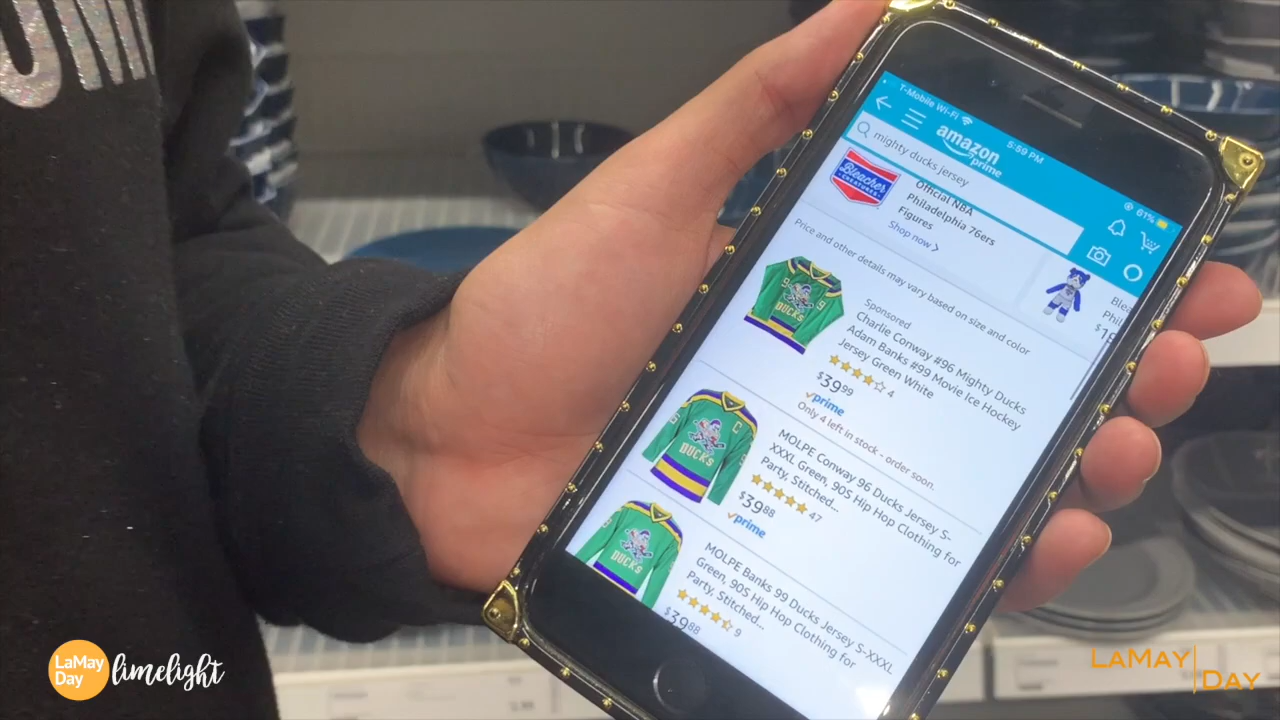 T-Mobile Wi-Fi
5:59 PM
61%
amazon
prime
mighty ducks jersey
Bleacher
CREATURES
Official NBA
Philadelphia 76ers
Figures
Shop now >
Price and other details may vary based on size and color
Sponsored
Charlie Conway #96 Mighty Ducks
Adam Banks #99 Movie Ice Hockey
Jersey Green White
4
$39.99
prime
Only 4 left in stock - order soon.
DUCKS
MOLPE Conway 96 Ducks Jersey S-
XXXL Green, 90S Hip Hop Clothing for
Party, Stitched...
47
$39.88
prime
C
DUCKS
MOLPE Banks 99 Ducks Jersey S-XXXL
Green, 90S Hip Hop Clothing for
Party, Stitched...
9
$39.88
DUCKS
LaMay
Day
limelight
LAMAY
DAY